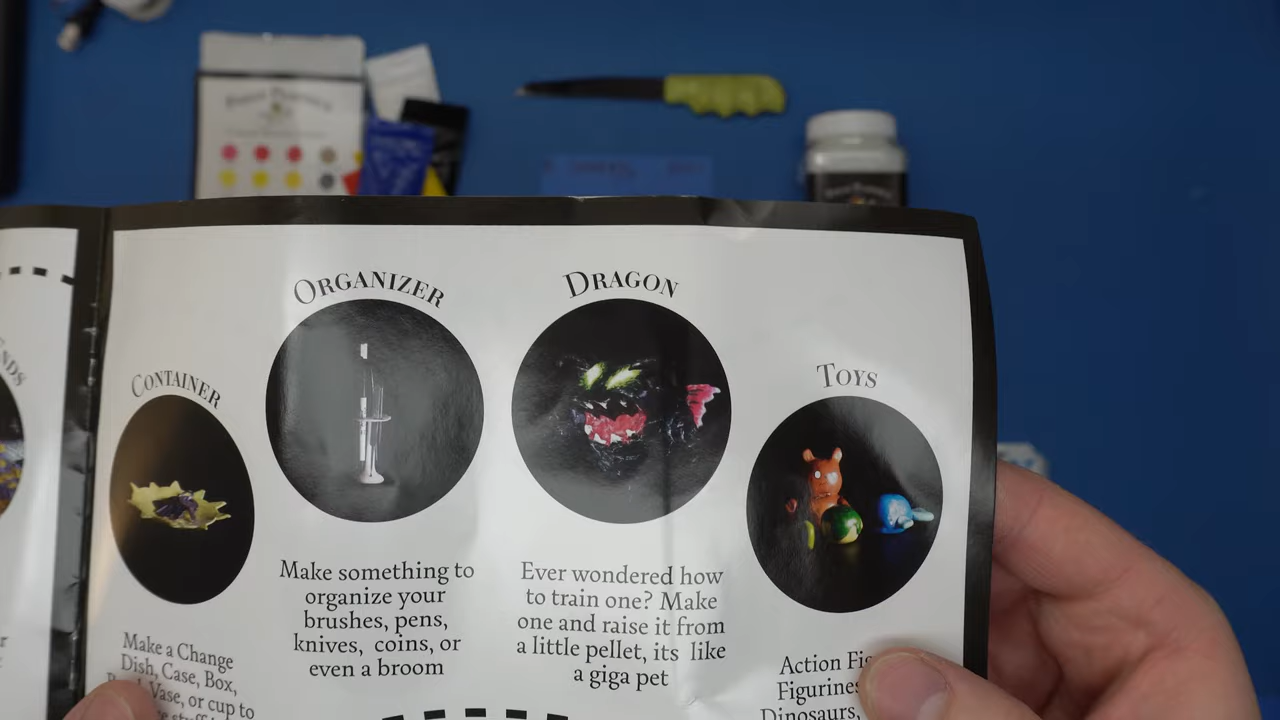 CONTAINER
Make a Change
Dish, Case, Box,
Vase, or cup to
ORGANIZER
Make something to
organize your
brushes, pens,
knives, coins, or
even a broom
DRAGON
Ever wondered how
to train one? Make
one and raise it from
a little pellet, its like
a giga pet
TOYS
Action
Figurines
Dinosaurs,